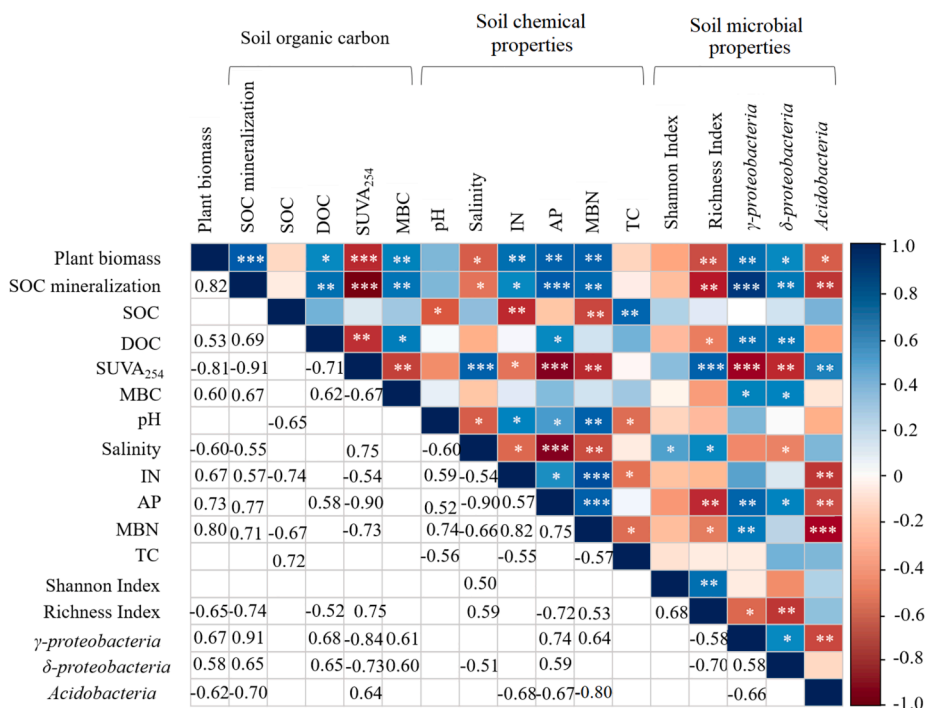 Soil organic carbon
Soil chemical
properties
Soil microbial
properties
Plant biomass
SOC mineralization
SOC
DOC
SUVA254
MBC
pH
Salinity
IN
AP
MBN
TC
Shannon Index
Richness Index
γ-proteobacteria
δ-proteobacteria
Acidobacteria
Plant biomass *** * *** ** * ** ** ** ** ** * * 1.0
SOC mineralization 0.82 ** *** ** * * *** ** ** *** ** ** 0.8
SOC * ** ** ** 0.6
DOC 0.53 0.69 ** * * * ** **
SUVA254 -0.81 -0.91 -0.71 ** *** * *** ** *** *** ** ** 0.4
MBC 0.60 0.67 0.62 -0.67 * *
pH -0.65 * * * ** * 0.2
Salinity -0.60 -0.55 0.75 -0.60 * *** ** * * *
IN 0.67 0.57 -0.74 -0.54 0.59 -0.54 * *** * ** 0
AP 0.73 0.77 0.58 -0.90 0.52 -0.90 0.57 *** ** ** * ** -0.2
MBN 0.80 0.71 -0.67 -0.73 0.74 -0.66 0.82 0.75 * * ** ***
TC 0.72 -0.56 -0.55 -0.57 -0.4
Shannon Index 0.50 **
Richness Index -0.65 -0.74 -0.52 0.75 0.59 -0.72 0.53 0.68 * ** -0.6
γ-proteobacteria 0.67 0.91 0.68 -0.84 0.61 0.74 0.64 -0.58 * **
δ-proteobacteria 0.58 0.65 0.65 -0.73 0.60 -0.51 0.59 -0.70 0.58 -0.8
Acidobacteria -0.62 -0.70 0.64 -0.68 -0.67 -0.80 -0.66 -1.0